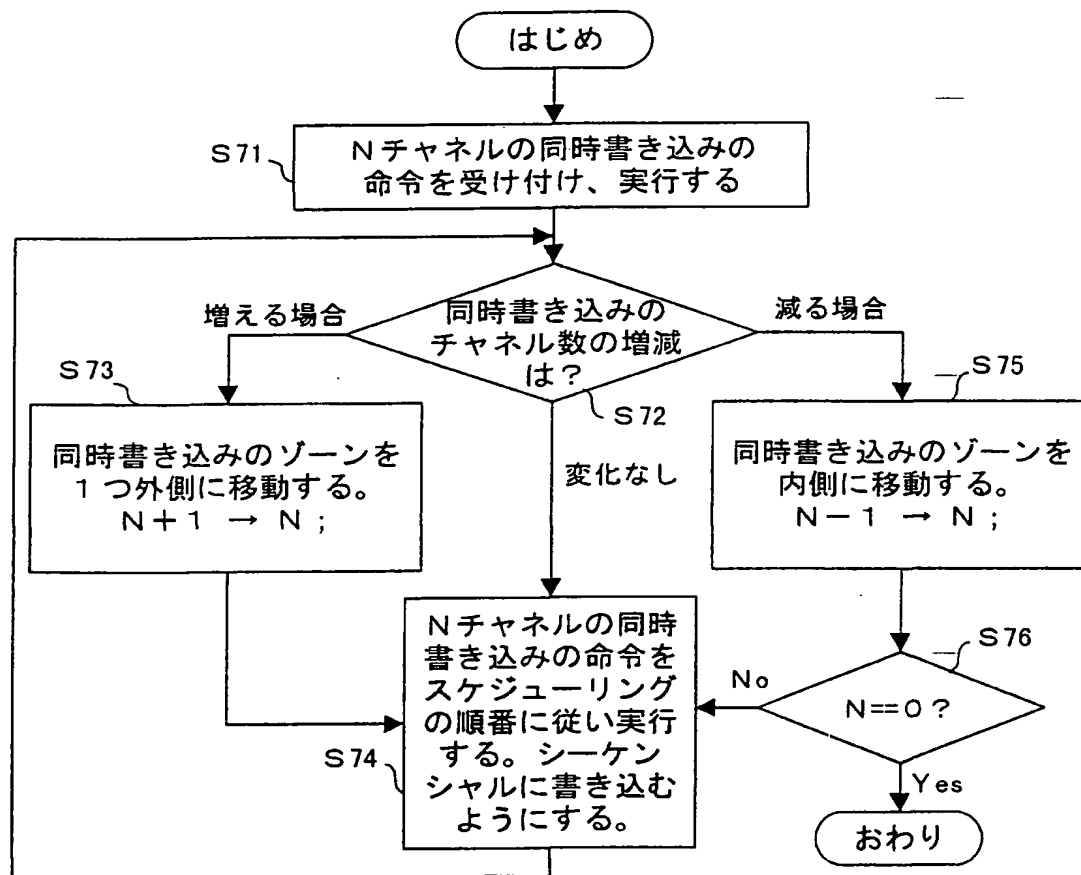 はじめ
S71
Nチャネルの同時書き込みの
命令を受け付け、実行する
同時書き込みの
チャネル数の増減
は？
S72
増える場合
減る場合
変化なし
S73
同時書き込みのゾーンを
1つ外側に移動する。
N+1 → N ;
S75
同時書き込みのゾーンを
内側に移動する。
N-1 → N ;
S74
Nチャネルの同時
書き込みの命令を
スケジューリング
の順番に従い実行
する。シーケン
シャルに書き込む
ようにする。
S76
N==0？
No
Yes
おわり